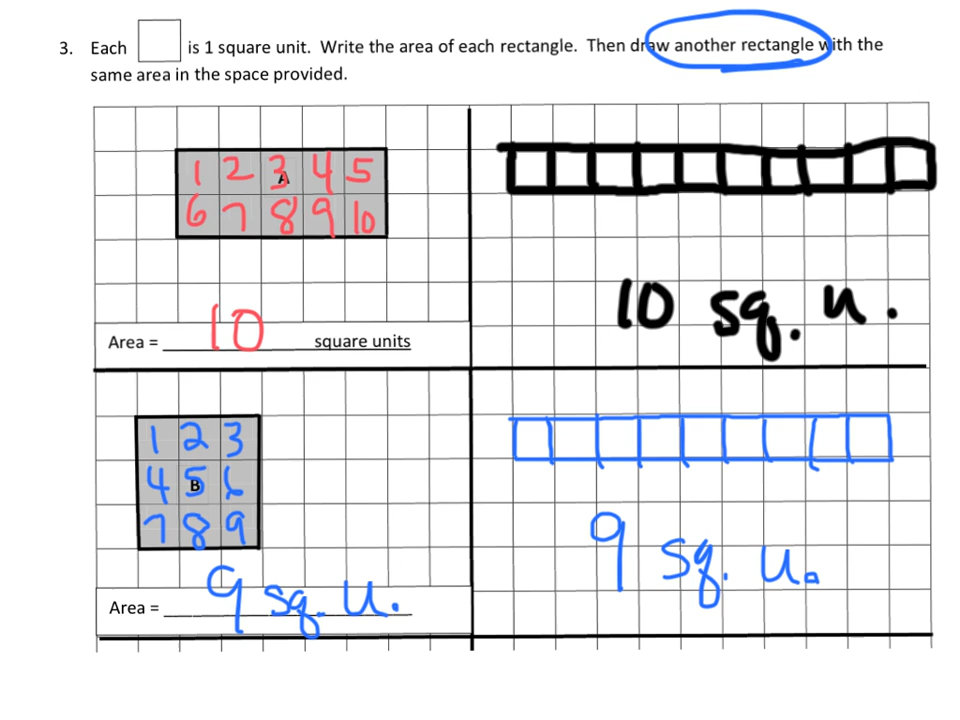 3. Each is 1 square unit. Write the area of each rectangle. Then draw another rectangle with the
same area in the space provided.
1 2 3 4 5
A
6 7 8 9 10
10 sq. u.
Area = 10 square units
1 2 3
4 5 6
B
7 8 9
9 sq. u.
Area = 9 sq. u.